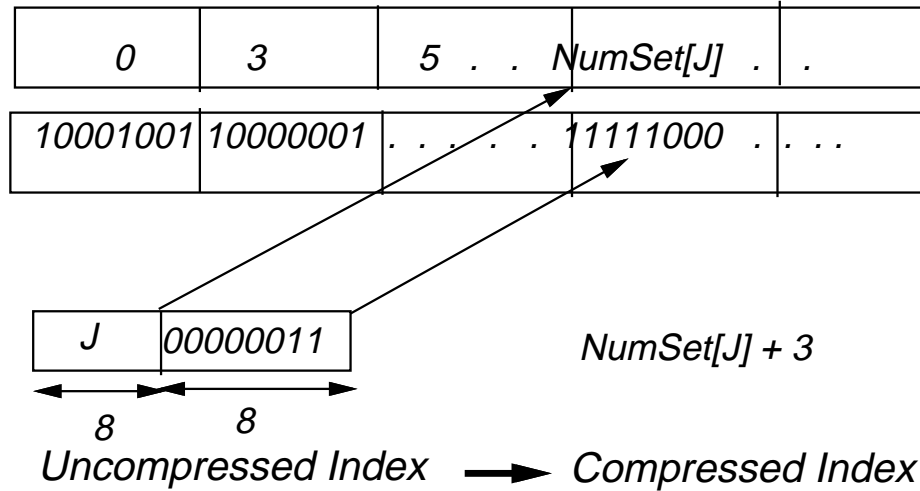 0 3 5 . . NumSet[J] . .
10001001 10000001 . . . . . 11111000 . . . .
J 00000011 NumSet[J] + 3
8 8
Uncompressed Index Compressed Index